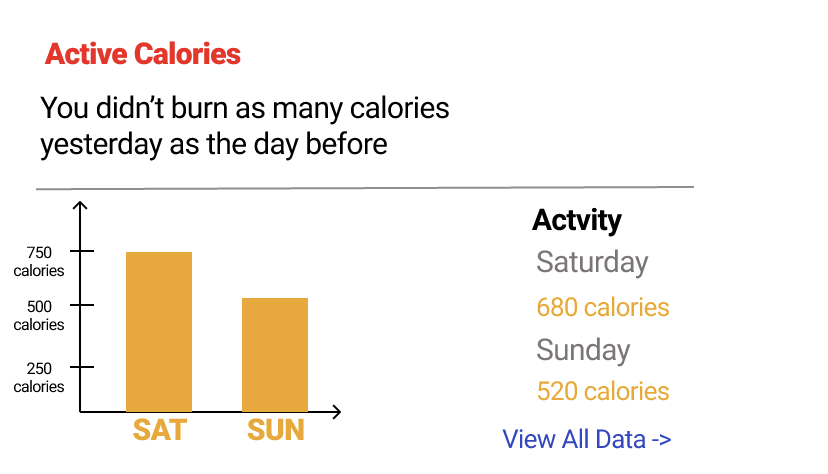 Active Calories
You didn’t burn as many calories
yesterday as the day before
750
calories
500
calories
250
calories
SAT
SUN
Actvity
Saturday
680 calories
Sunday
520 calories
View All Data ->